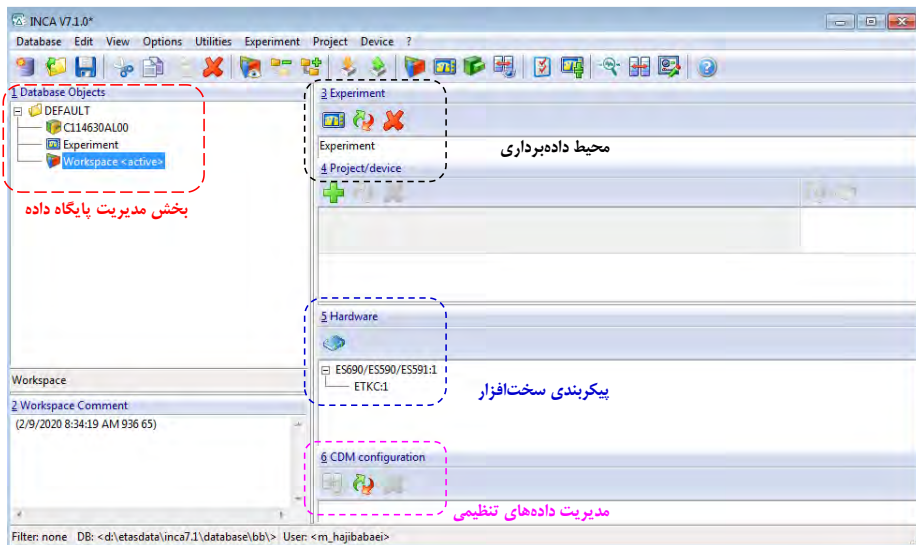 INCA V7.1.0*
Database Edit View Options Utilities Experiment Project Device ?
1 Database Objects
DEFAULT
C114630AL00
Experiment
Workspace <active>
بخش مدیریت پایگاه داده
Workspace
2 Workspace Comment
(2/9/2020 8:34:19 AM 936 65)
3 Experiment
Experiment
محیط داده‌برداری
4 Project/device
5 Hardware
ES690/ES590/ES591:1
ETKC:1
پیکربندی سخت‌افزار
6 CDM configuration
مدیریت داده‌های تنظیمی
Filter: none DB: <d:\etasdata\inca7.1\database\bb\> User: <m_hajibabaei>